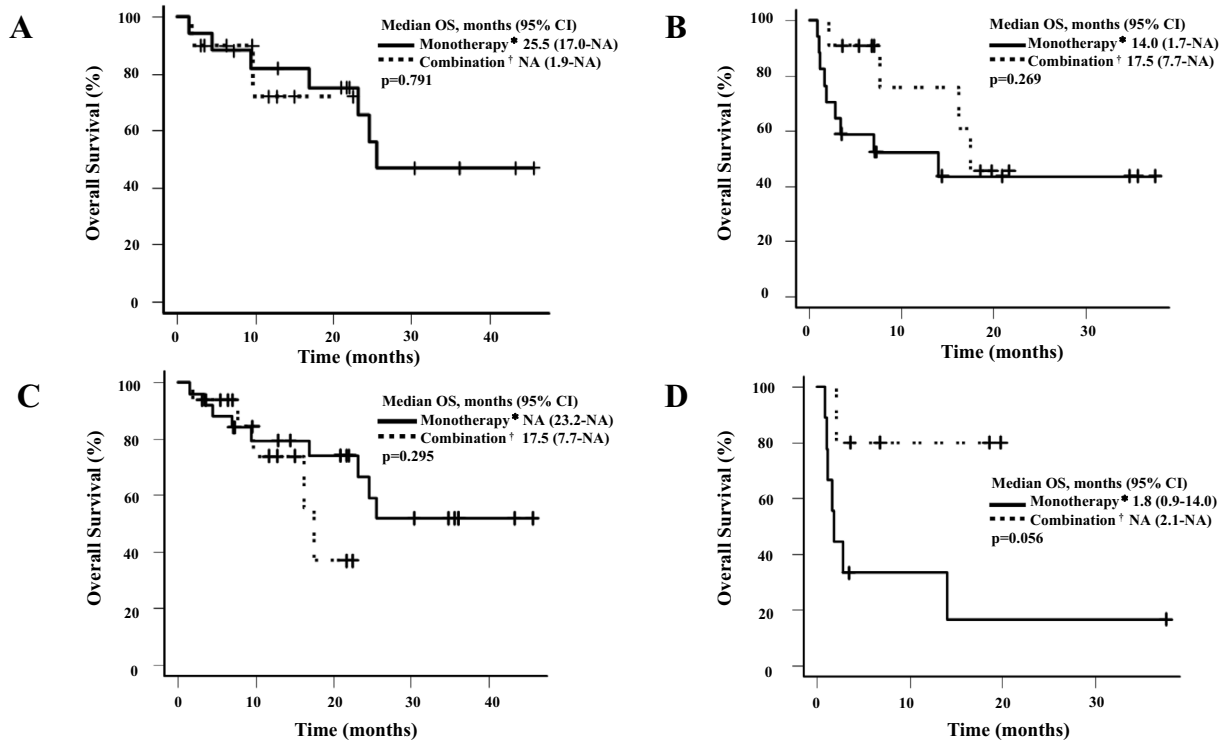 A
Median OS, months (95% CI)
Monotherapy* 25.5 (17.0-NA)
Combination† NA (1.9-NA)
p=0.791
Overall Survival (%)
100
80
60
40
20
0
0 10 20 30 40
Time (months)
B
Median OS, months (95% CI)
Monotherapy* 14.0 (1.7-NA)
Combination† 17.5 (7.7-NA)
p=0.269
Overall Survival (%)
100
80
60
40
20
0
0 10 20 30
Time (months)
C
Median OS, months (95% CI)
Monotherapy* NA (23.2-NA)
Combination† 17.5 (7.7-NA)
p=0.295
Overall Survival (%)
100
80
60
40
20
0
0 10 20 30 40
Time (months)
D
Median OS, months (95% CI)
Monotherapy* 1.8 (0.9-14.0)
Combination† NA (2.1-NA)
p=0.056
Overall Survival (%)
100
80
60
40
20
0
0 10 20 30
Time (months)